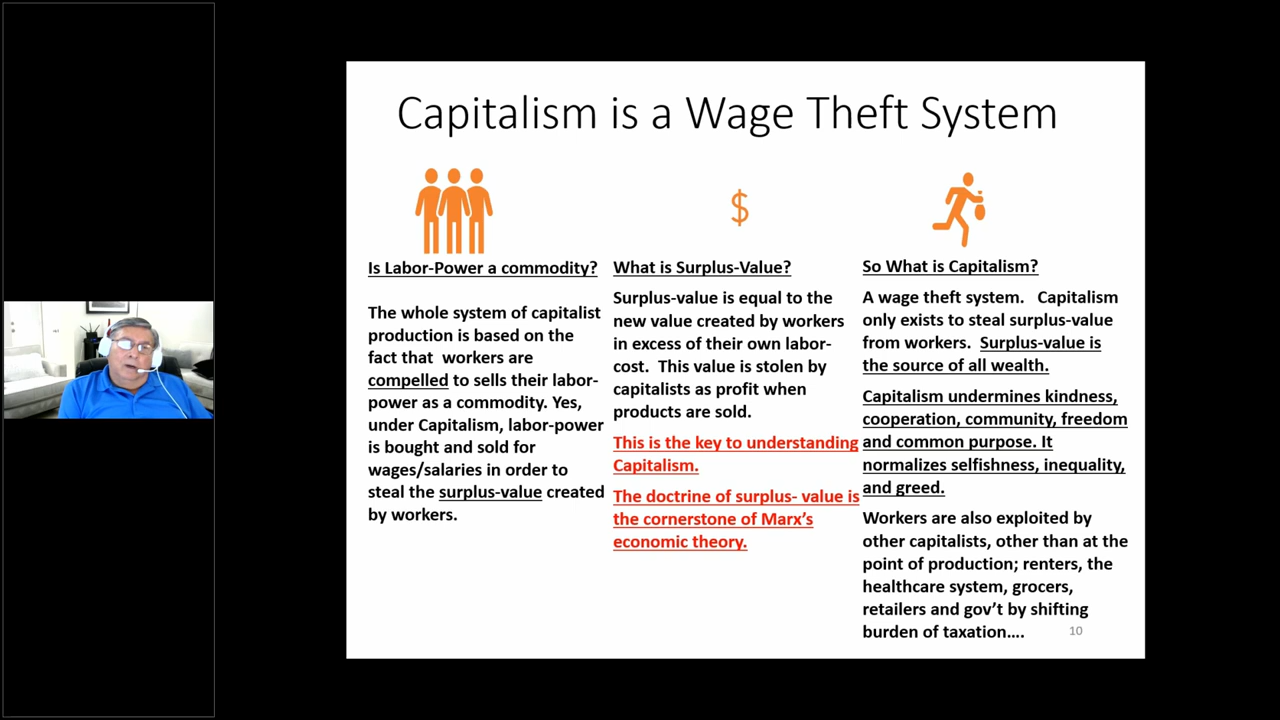 Capitalism is a Wage Theft System
$
Is Labor-Power a commodity?
The whole system of capitalist
production is based on the
fact that workers are
compelled to sells their labor-
power as a commodity. Yes,
under Capitalism, labor-power
is bought and sold for
wages/salaries in order to
steal the surplus-value created
by workers.
What is Surplus-Value?
Surplus-value is equal to the
new value created by workers
in excess of their own labor-
cost. This value is stolen by
capitalists as profit when
products are sold.
This is the key to understanding
Capitalism.
The doctrine of surplus- value is
the cornerstone of Marx's
economic theory.
So What is Capitalism?
A wage theft system. Capitalism
only exists to steal surplus-value
from workers. Surplus-value is
the source of all wealth.
Capitalism undermines kindness,
cooperation, community, freedom
and common purpose. It
normalizes selfishness, inequality,
and greed.
Workers are also exploited by
other capitalists, other than at the
point of production; renters, the
healthcare system, grocers,
retailers and gov't by shifting
burden of taxation....
10